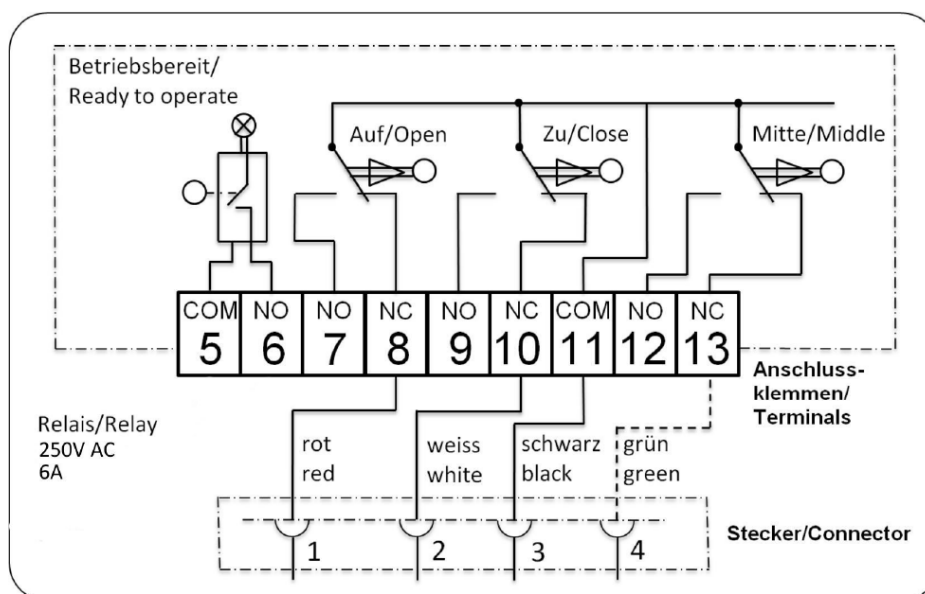 Betriebsbereit/
Ready to operate
Auf/Open
Zu/Close
Mitte/Middle
COM NO NO NC NO NC COM NO NC
5 6 7 8 9 10 11 12 13
Anschluss-
klemmen/
Terminals
Relais/Relay
250V AC
6A
rot
red
weiss
white
schwarz
black
grün
green
1 2 3 4
Stecker/Connector